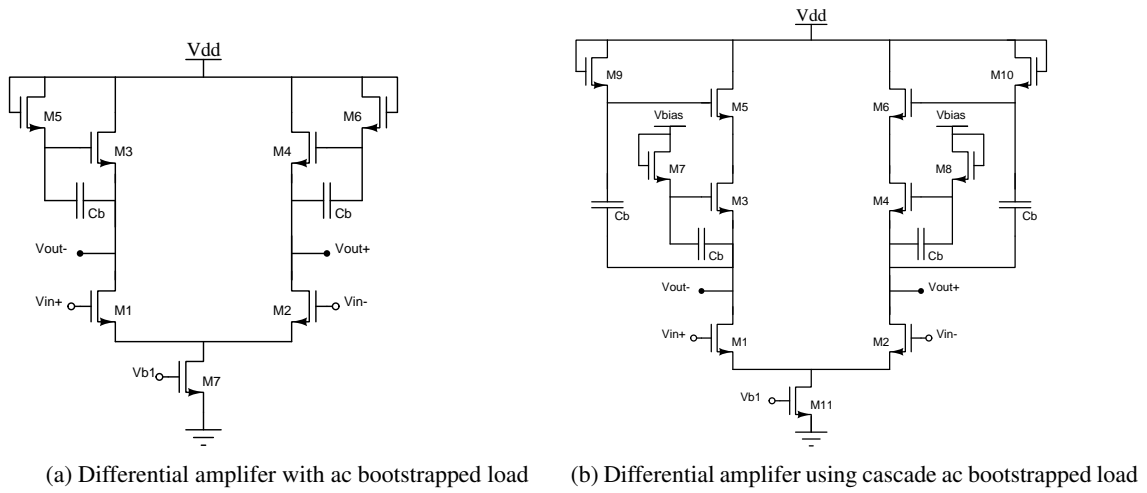 Vdd
M5
M6
M3
M4
Cb
Cb
Vout-
Vout+
Vin+
M1
M2
Vin-
Vb1
M7
(a) Differential amplifer with ac bootstrapped load
Vdd
M9
M10
M5
M6
Vbias
Vbias
M7
M8
M3
M4
Cb
Cb
Cb
Cb
Vout-
Vout+
Vin+
M1
M2
Vin-
Vb1
M11
(b) Differential amplifer using cascade ac bootstrapped load